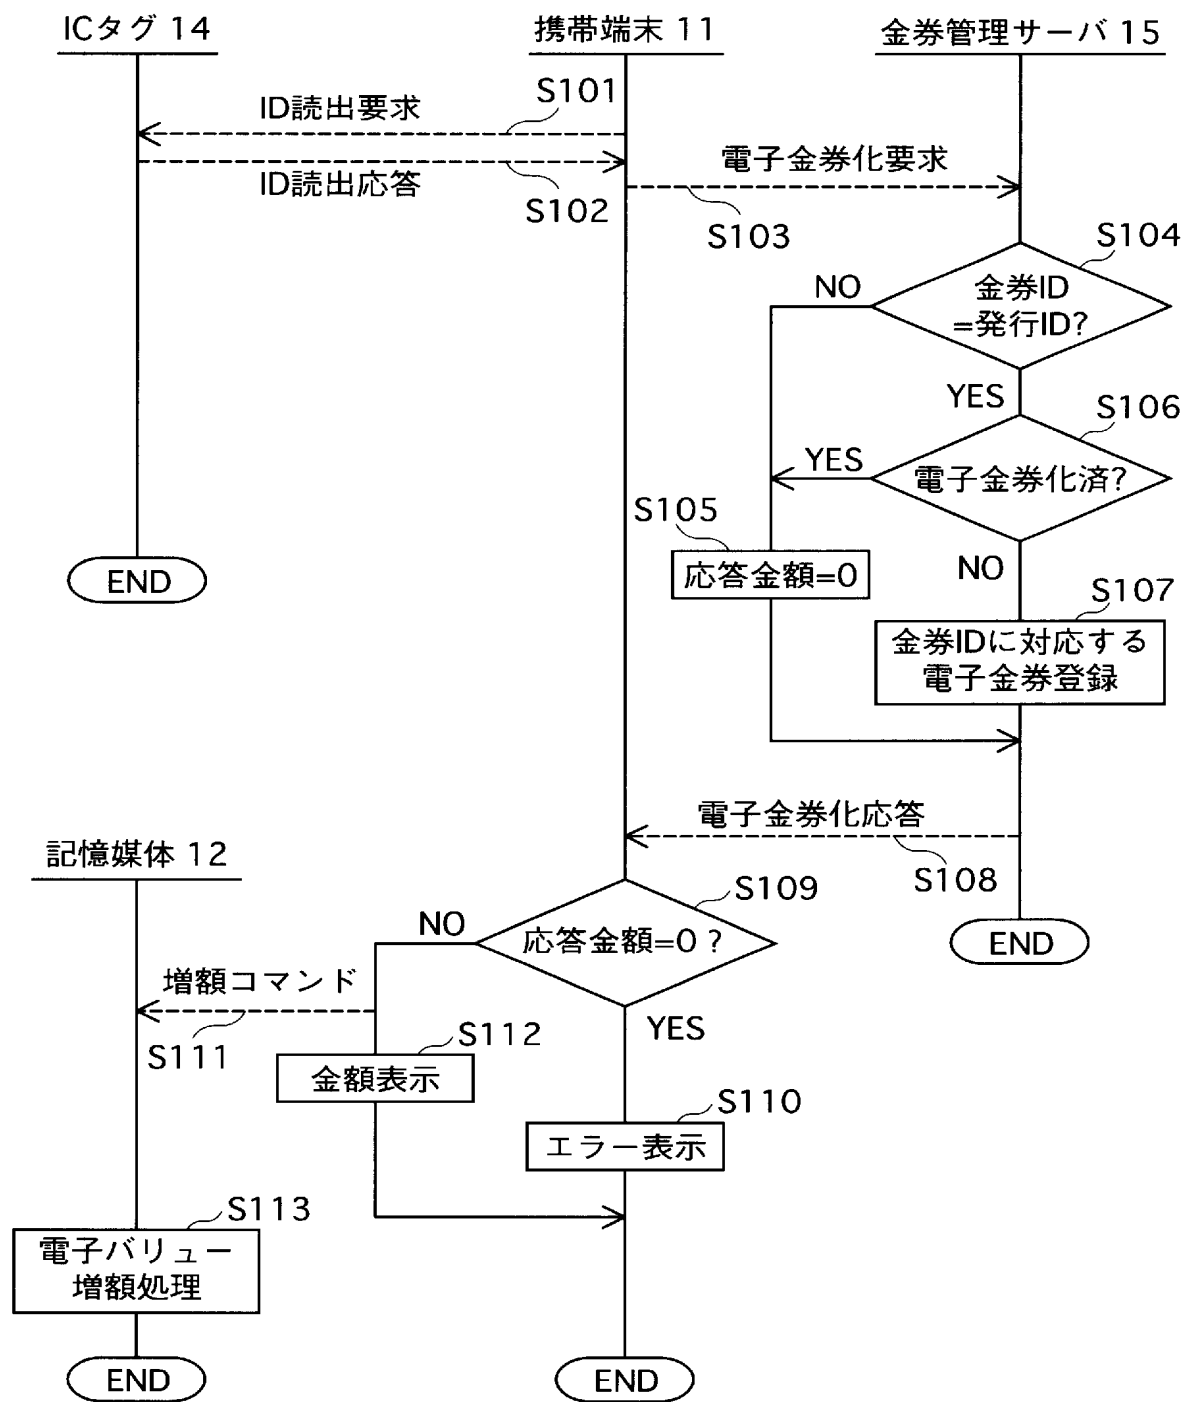 ICタグ 14
携帯端末 11
金券管理サーバ 15
S101
ID読出要求
ID読出応答
S102
電子金券化要求
S103
S104
NO
金券ID
=発行ID?
YES
S106
YES
電子金券化済?
S105
応答金額=0
NO
END
S107
金券IDに対応する
電子金券登録
電子金券化応答
S108
記憶媒体 12
S109
NO
応答金額=0 ?
END
増額コマンド
S111
YES
S112
金額表示
S110
エラー表示
S113
電子バリュー
増額処理
END
END